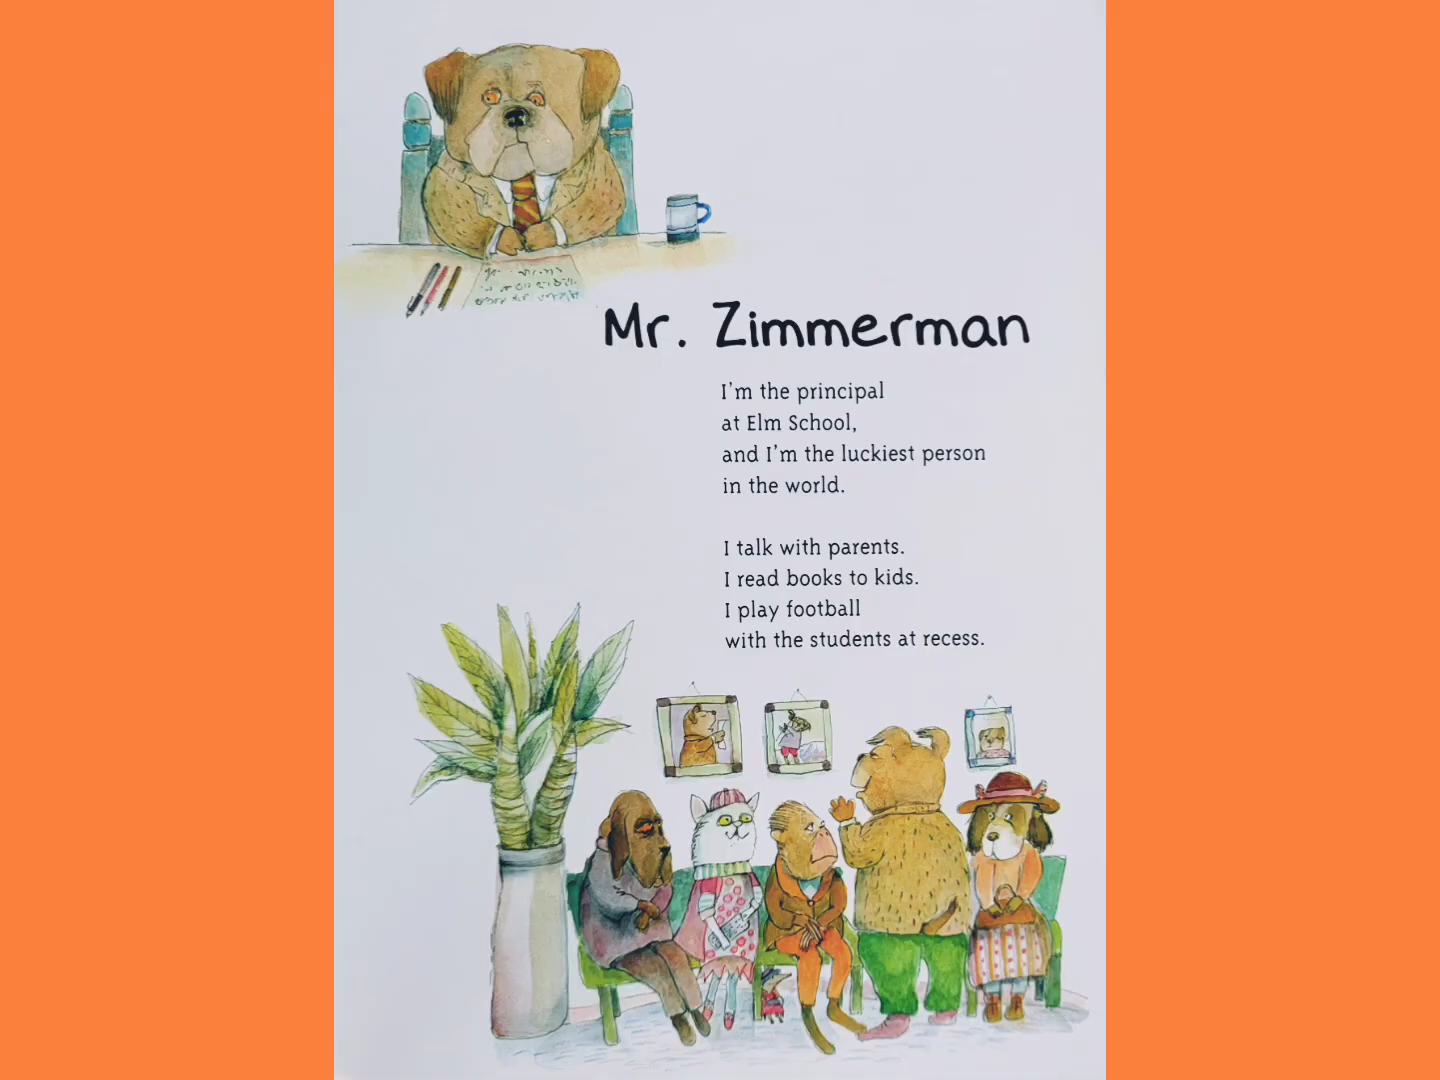 Mr. Zimmerman
I'm the principal
at Elm School,
and I'm the luckiest person
in the world.
I talk with parents.
I read books to kids.
I play football
with the students at recess.